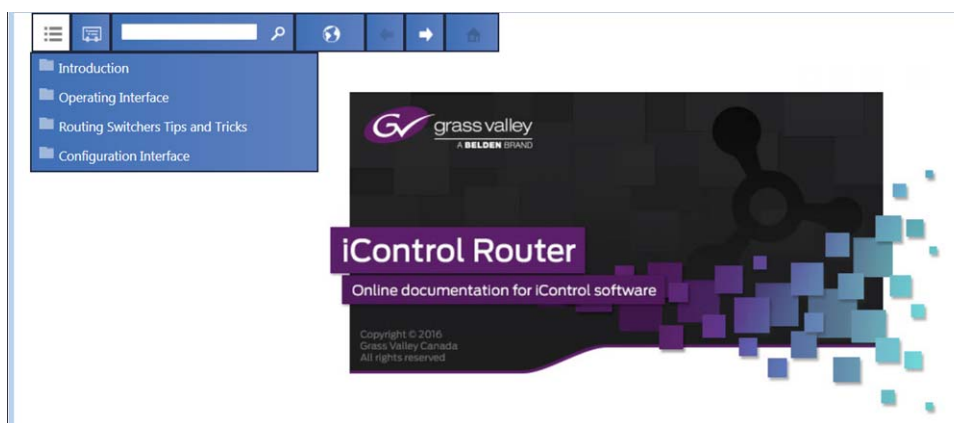 Introduction
Operating Interface
Routing Switchers Tips and Tricks
Configuration Interface
GV grass valley
A BELDEN BRAND
iControl Router
Online documentation for iControl software
Copyright © 2016
Grass Valley Canada
All rights reserved